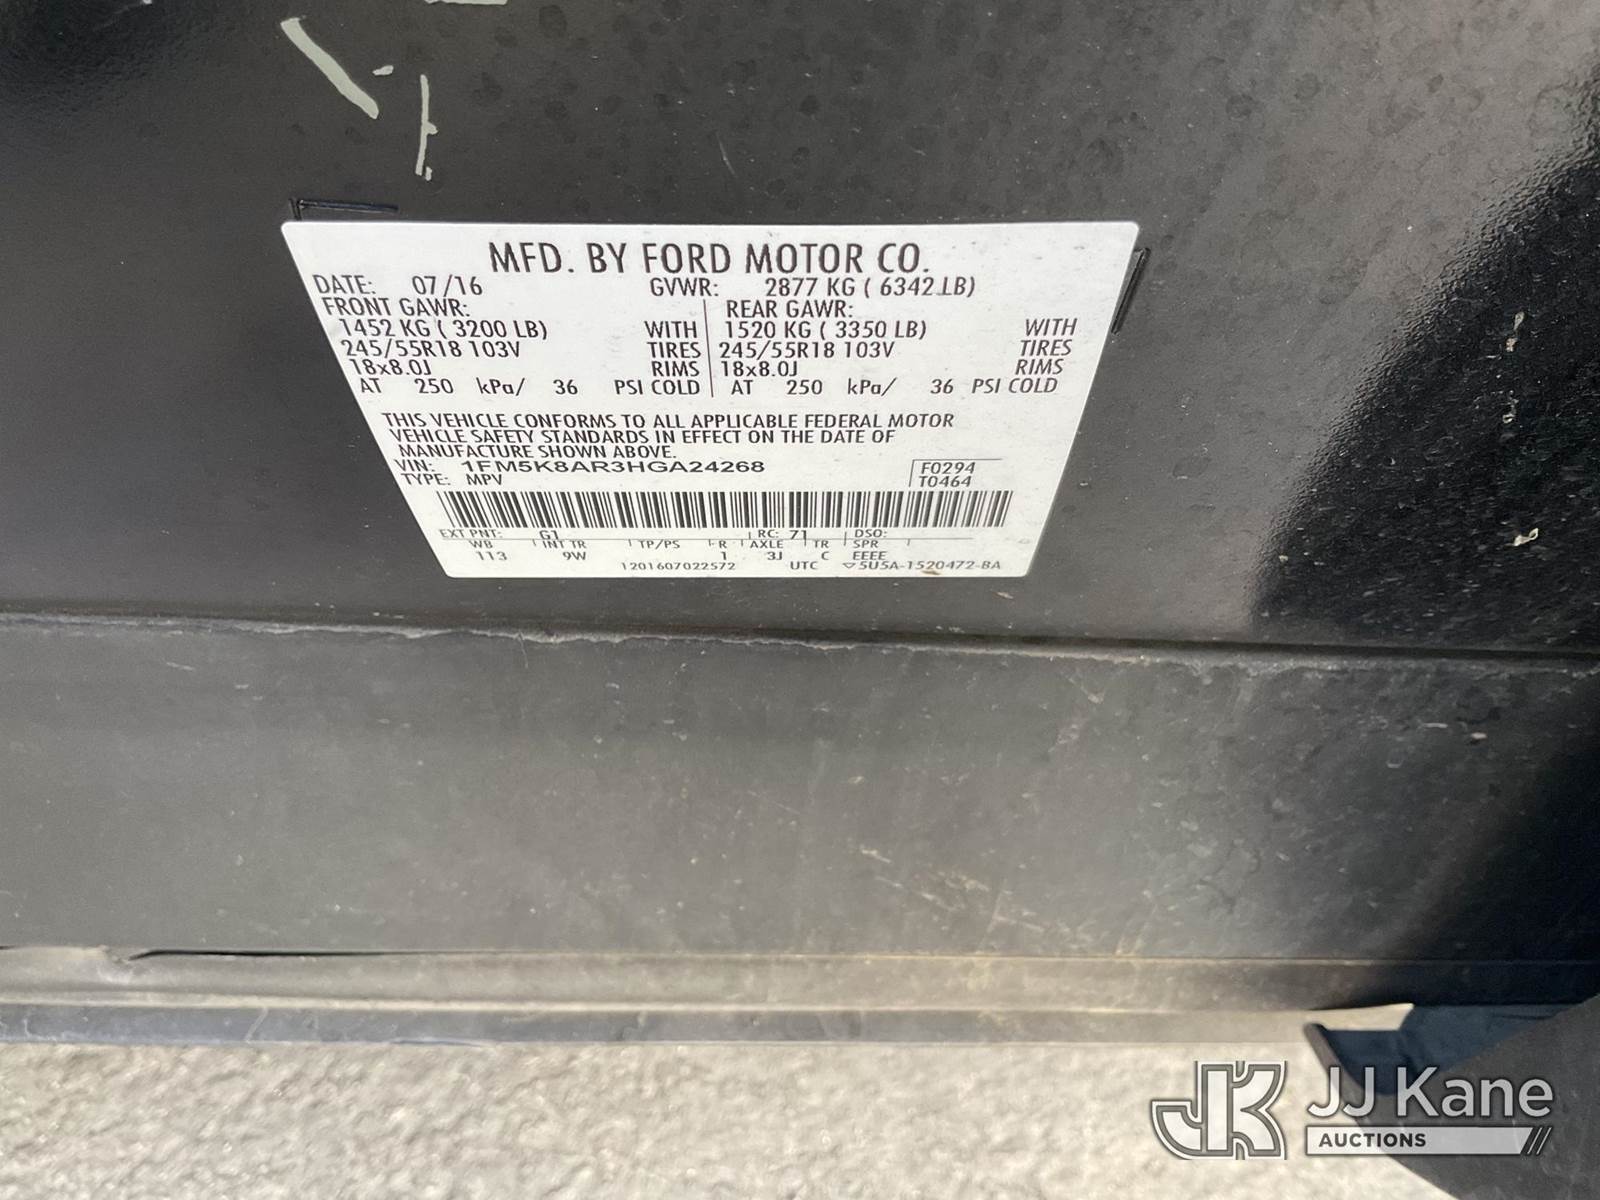 MFD. BY FORD MOTOR CO.
DATE: 07/16 GVWR: 2877 KG ( 6342 LB)
FRONT GAWR: REAR GAWR:
1452 KG ( 3200 LB) WITH 1520 KG ( 3350 LB) WITH
245/55R18 103V TIRES 245/55R18 103V TIRES
18x8.0J RIMS 18x8.0J RIMS
AT 250 kPa/ 36 PSI COLD AT 250 kPa/ 36 PSI COLD
THIS VEHICLE CONFORMS TO ALL APPLICABLE FEDERAL MOTOR
VEHICLE SAFETY STANDARDS IN EFFECT ON THE DATE OF
MANUFACTURE SHOWN ABOVE.
VIN: 1FM5K8AR3HGA24268 F0294
TYPE: MPV T0464
EXT PNT: G1 RC: 71 DSO:
WB INT TR TP/PS R AXLE TR SPR
113 9W 1 3J C EEEE
1201607022572 UTC ▽5U5A-1520472-BA
JK JJ Kane
AUCTIONS